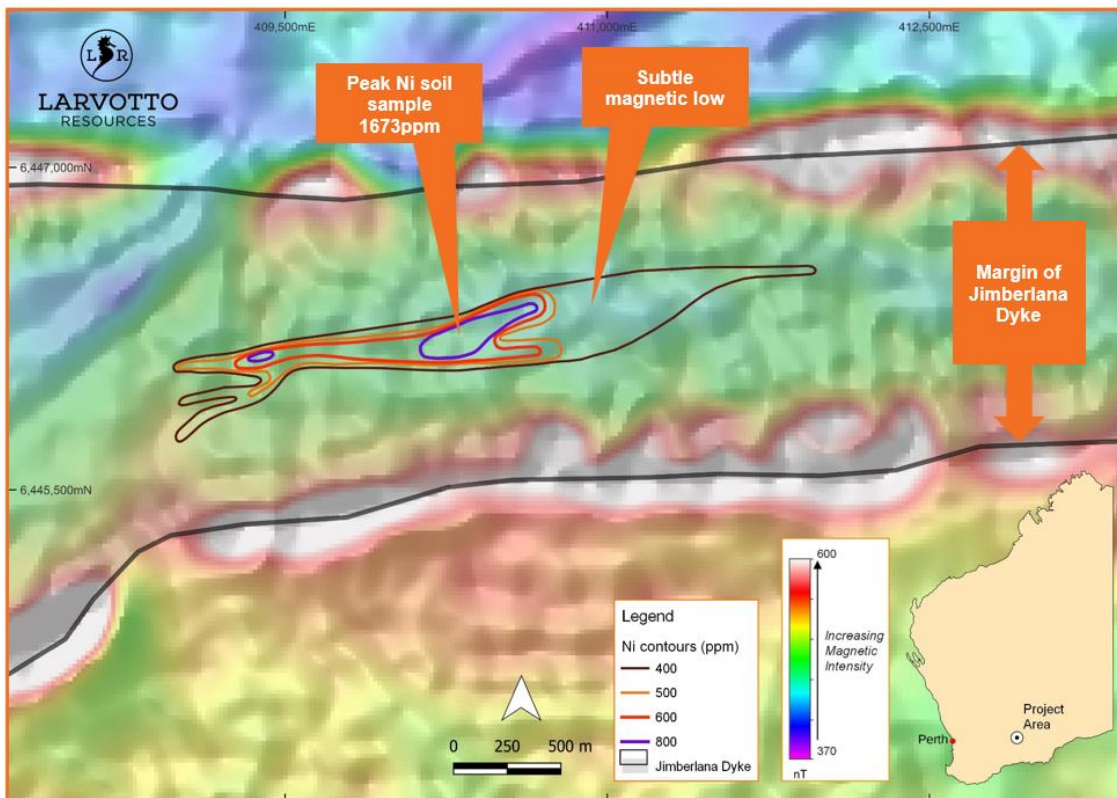 409,500mE
411,000mE
412,500mE
L R
LARVOTTO
RESOURCES
Peak Ni soil
sample
1673ppm
Subtle
magnetic low
6,447,000mN
Margin of
Jimberlana
Dyke
6,445,500mN
Legend
Ni contours (ppm)
400
500
600
800
Jimberlana Dyke
0 250 500 m
600
Increasing
Magnetic
Intensity
370
nT
Project
Area
Perth